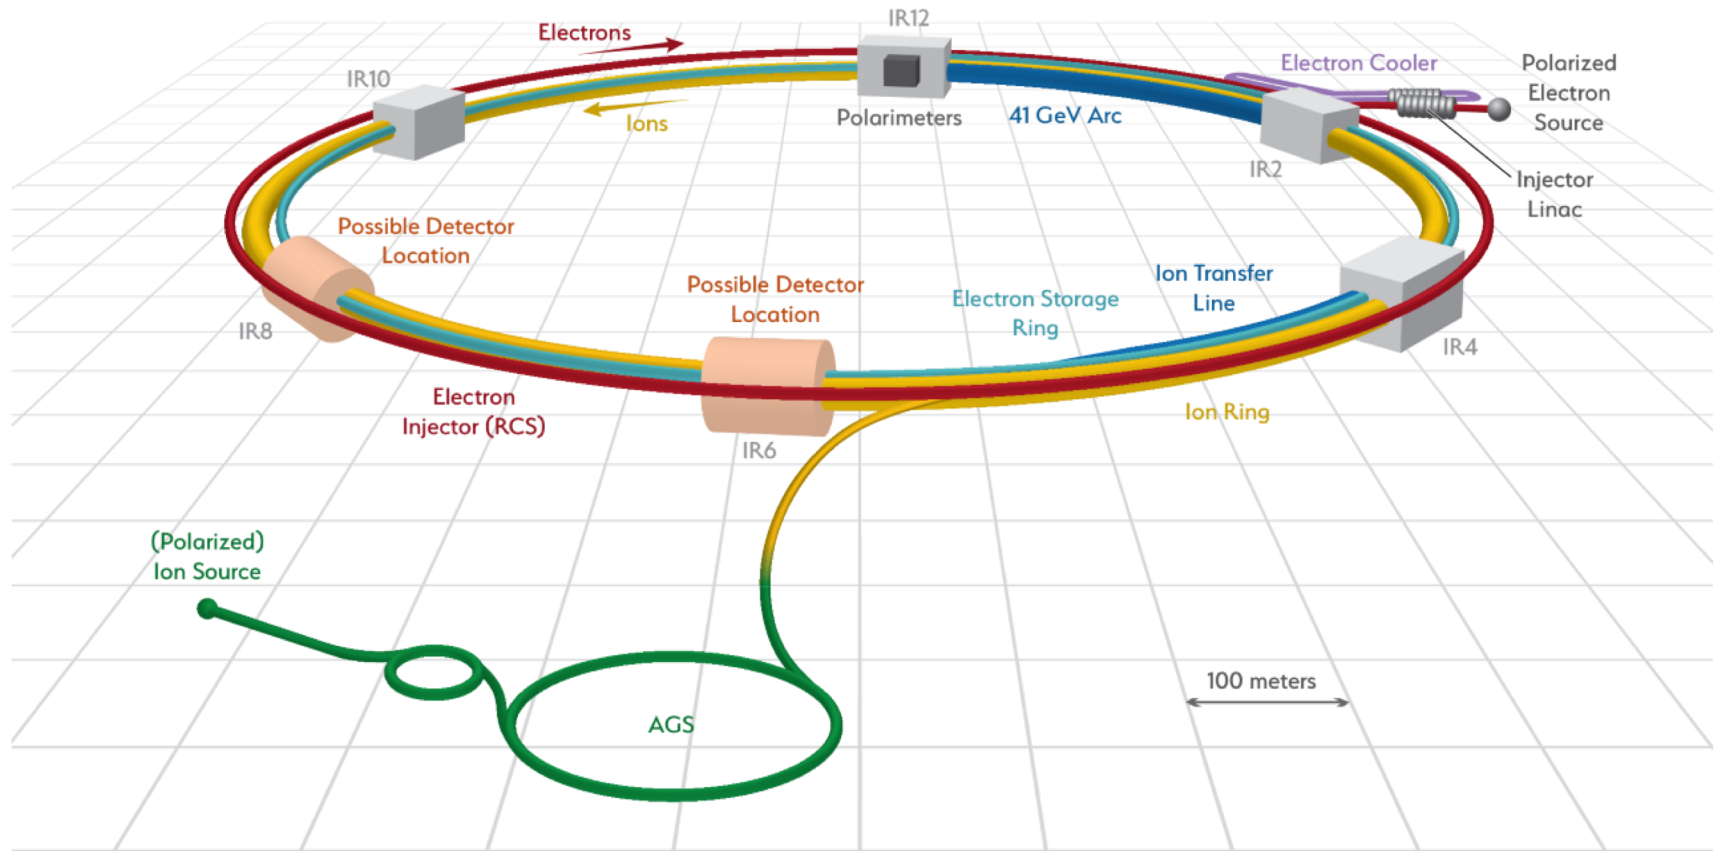 IR12
Electrons
IR10
Electron Cooler
Polarized
Electron
Source
Ions
Polarimeters
41 GeV Arc
IR2
Injector
Linac
Possible Detector
Location
Possible Detector
Location
Electron Storage
Ring
Ion Transfer
Line
IR8
IR4
Electron
Injector (RCS)
Ion Ring
IR6
(Polarized)
Ion Source
100 meters
AGS